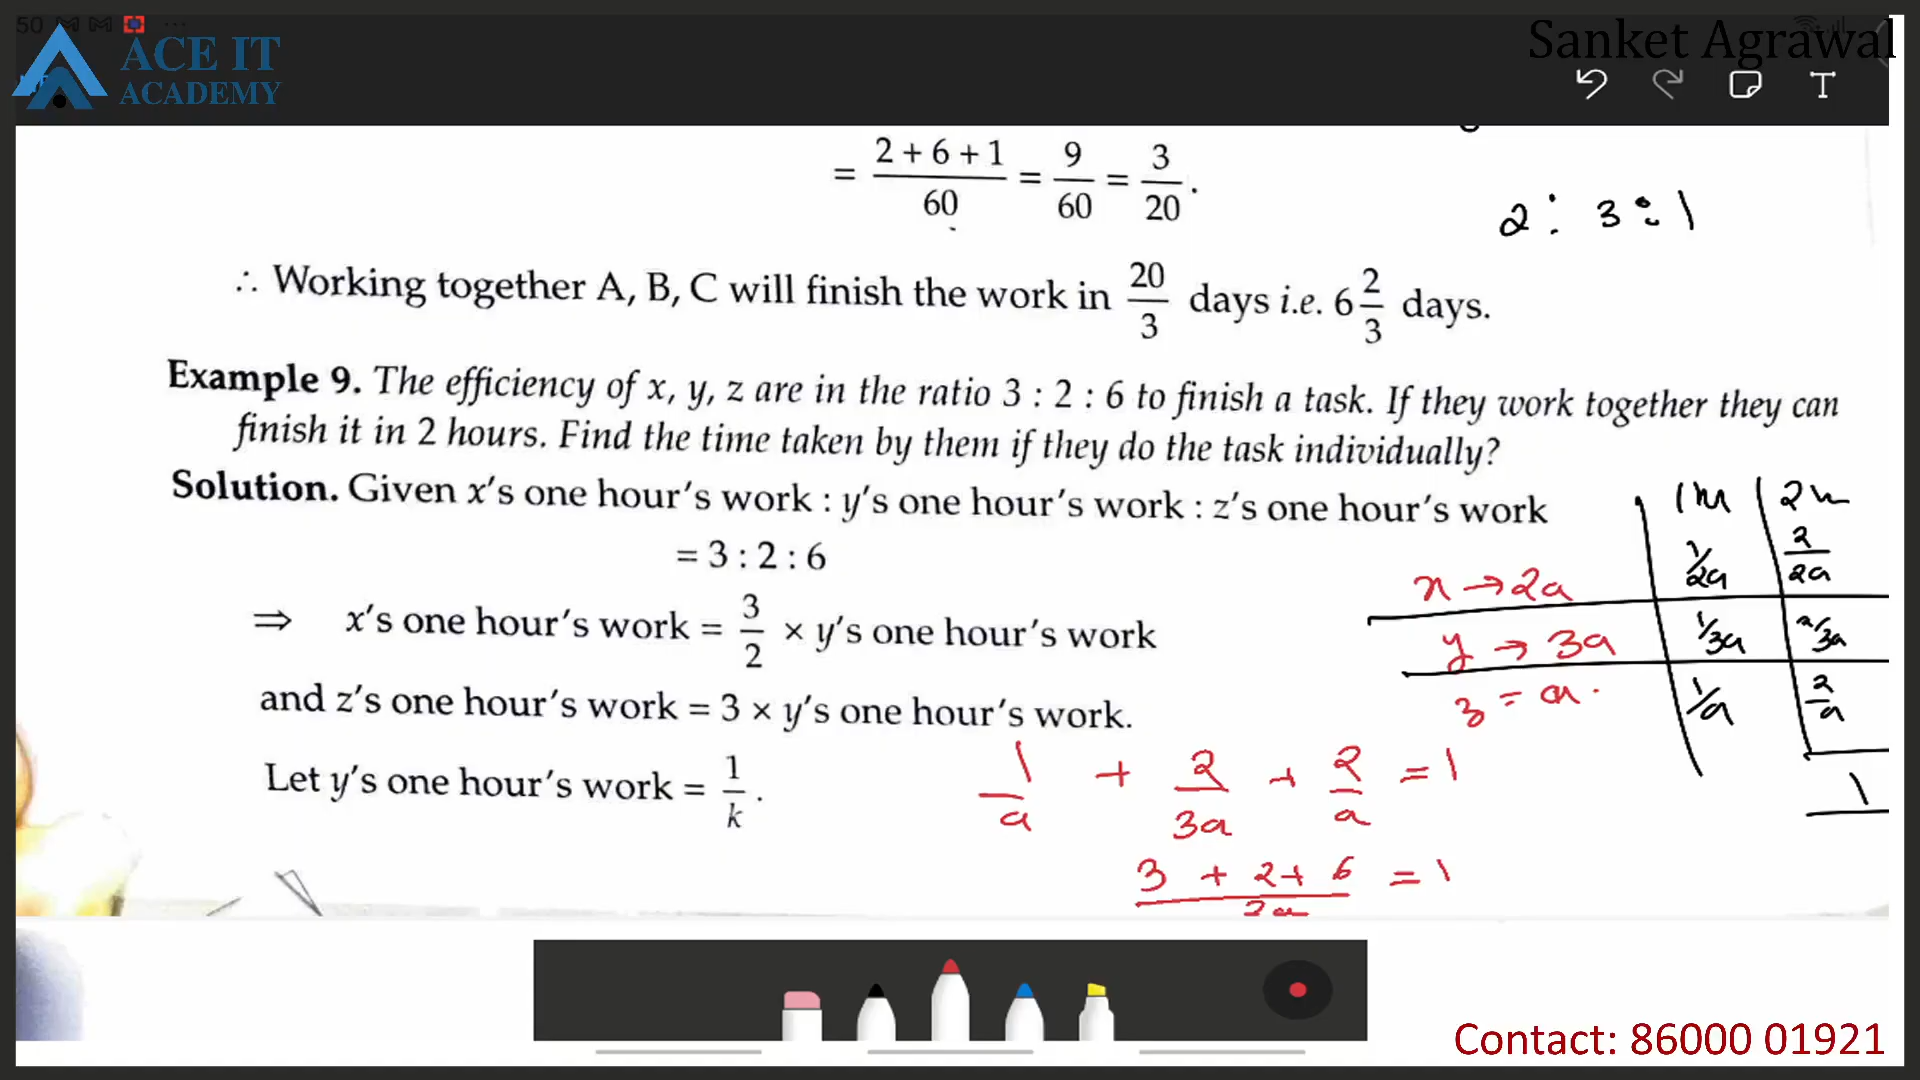 50
ACE IT
ACADEMY
Sanket Agrawal
T
= 2 + 6 + 1 / 60 = 9 / 60 = 3 / 20 .
2 : 3 : 1
∴ Working together A, B, C will finish the work in 20/3 days i.e. 6 2/3 days.
Example 9. The efficiency of x, y, z are in the ratio 3 : 2 : 6 to finish a task. If they work together they can
finish it in 2 hours. Find the time taken by them if they do the task individually?
Solution. Given x's one hour's work : y's one hour's work : z's one hour's work
= 3 : 2 : 6
⇒ x's one hour's work = 3/2 × y's one hour's work
and z's one hour's work = 3 × y's one hour's work.
Let y's one hour's work = 1/k .
x → 2a 1/2a 2/2a
y → 3a 1/3a 2/3a
z = a . 1/a 2/a
1
1/a + 2/3a + 2/a = 1
3 + 2 + 6 / 3a = 1
Contact: 86000 01921